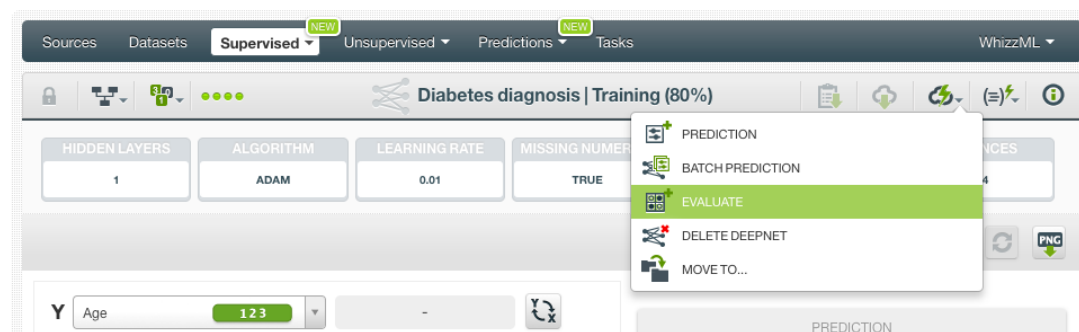 NEW NEW
Sources Datasets Supervised Unsupervised Predictions Tasks WhizzML
Diabetes diagnosis | Training (80%)
HIDDEN LAYERS ALGORITHM LEARNING RATE MISSING NUMER NCES
1 ADAM 0.01 TRUE 4
PREDICTION
BATCH PREDICTION
EVALUATE
DELETE DEEPNET
MOVE TO...
PNG
Y Age 123 - Y X
PREDICTION